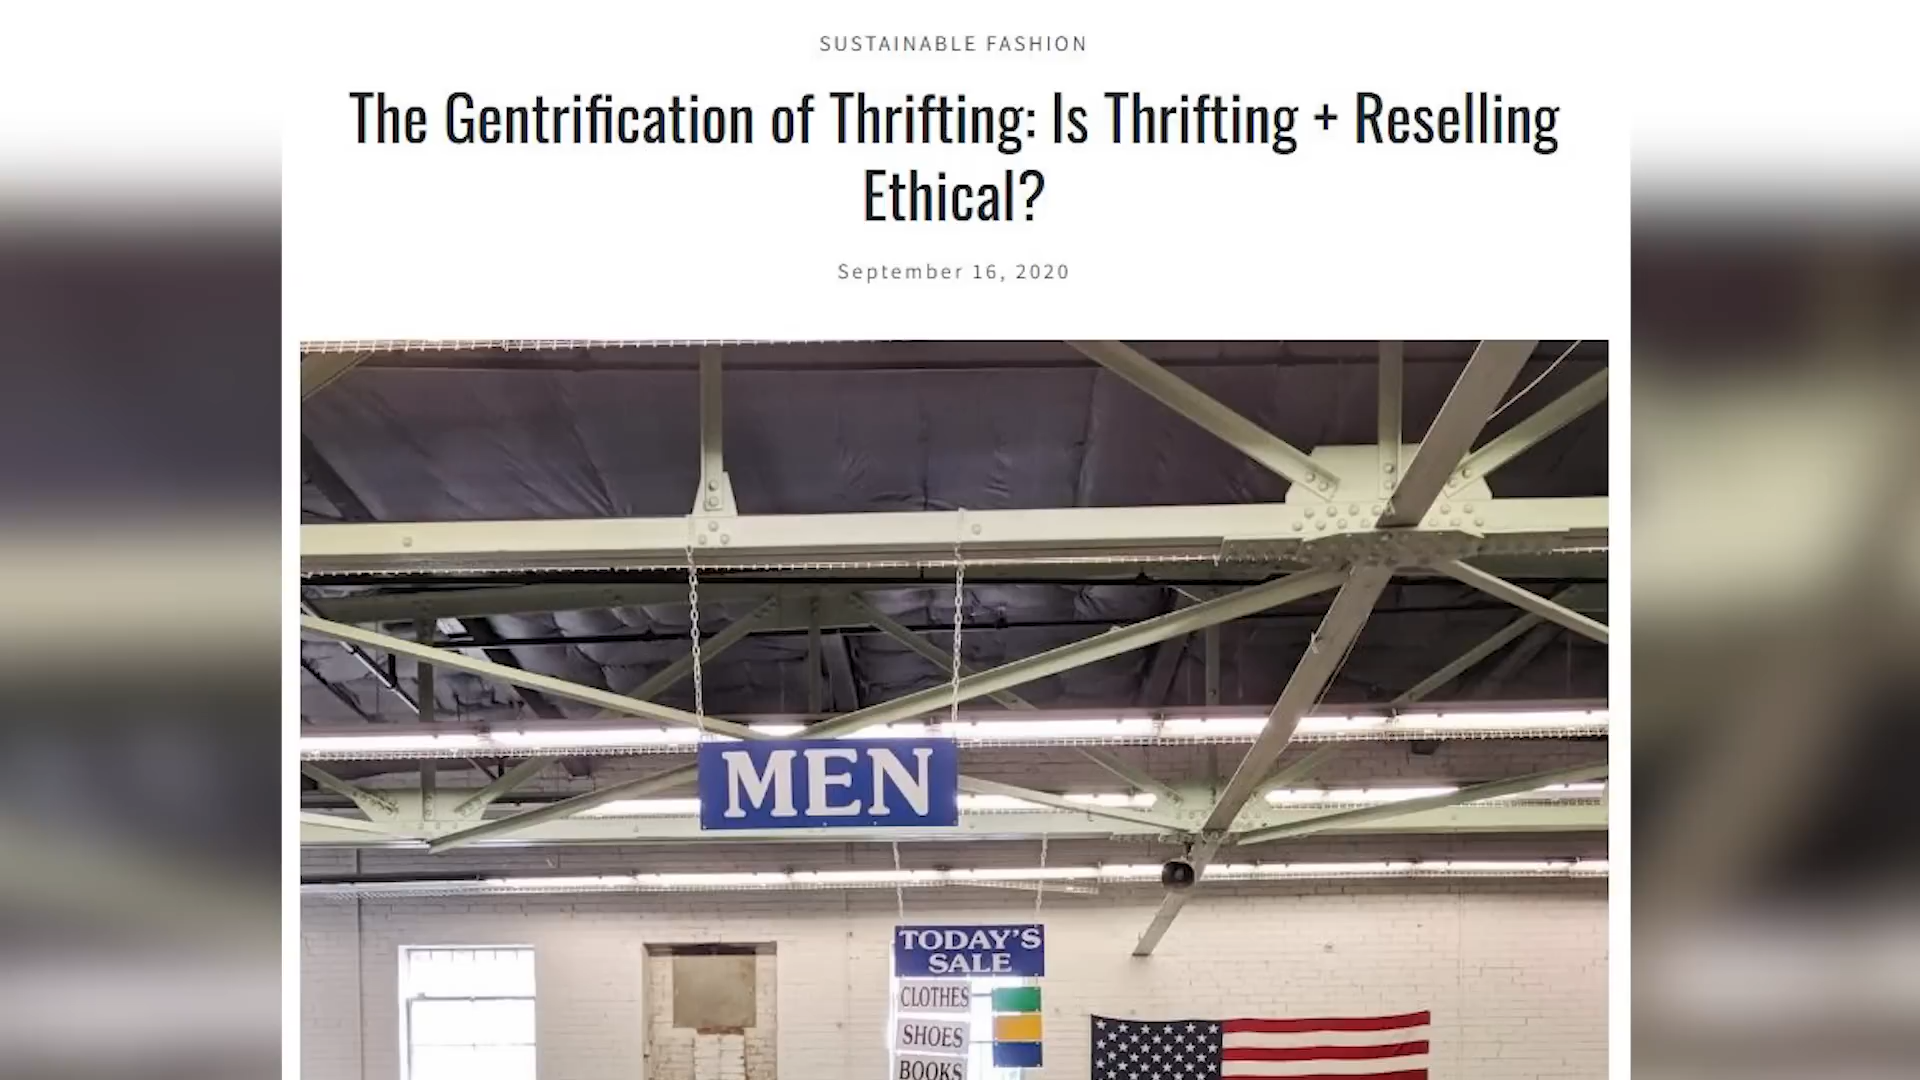 SUSTAINABLE FASHION
The Gentrification of Thrifting: Is Thrifting + Reselling
Ethical?
September 16, 2020
MEN
TODAY'S
SALE
CLOTHES
SHOES
BOOKS